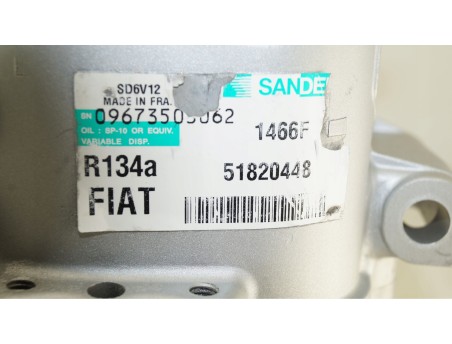 SD6V12 SANDE
MADE IN FRA
SN 09673505062 1466F
OIL : SP-10 OR EQUIV.
VARIABLE DISP.
R134a 51820448
FIAT